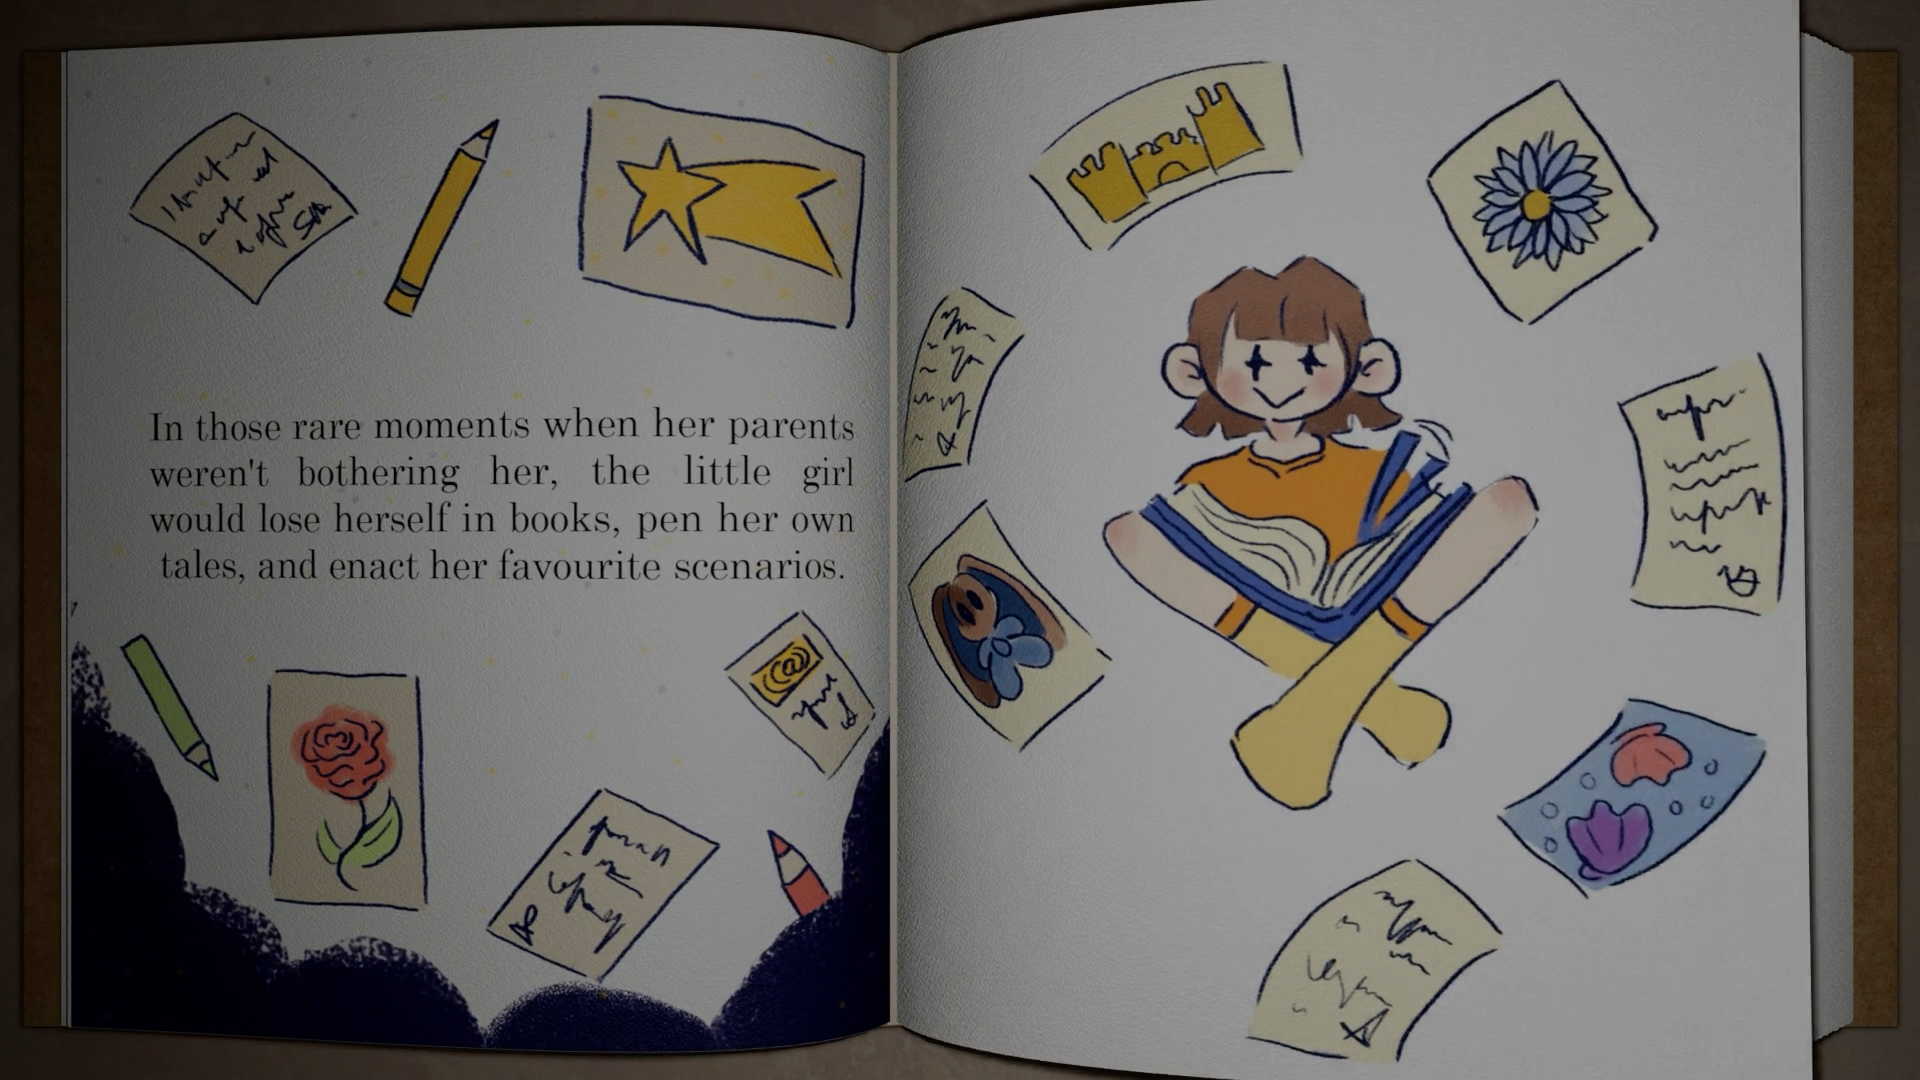 In those rare moments when her parents
weren't bothering her, the little girl
would lose herself in books, pen her own
tales, and enact her favourite scenarios.